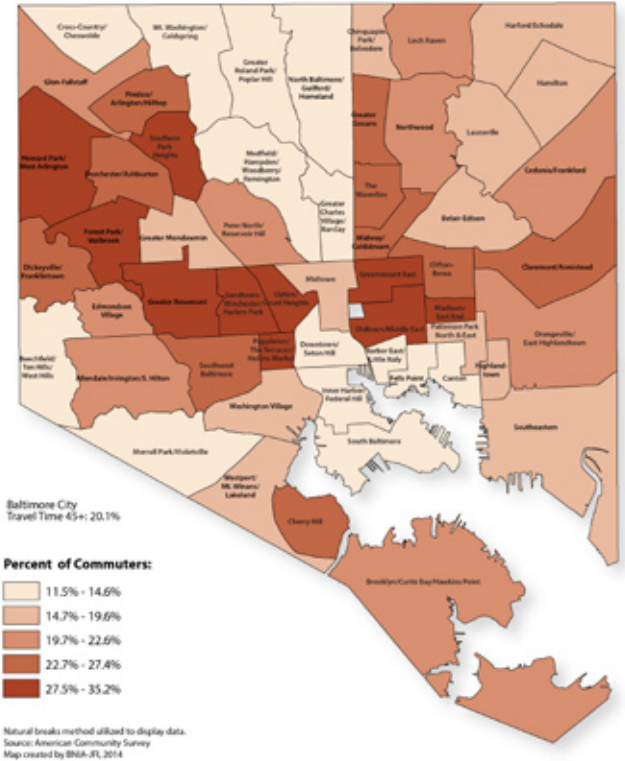 Cross-Country/
Cheswolde
Mt. Washington/
Coldspring
Greater
Roland Park/
Poplar Hill
North Baltimore/
Guilford/
Homeland
Chinquapin
Park/
Belvedere
Loch Raven
Harford/Echodale
Hamilton
Glen-Fallstaff
Pimlico/
Arlington/Hilltop
Southern
Park
Heights
Howard Park/
West Arlington
Dorchester/Ashburton
Medfield/
Hampden/
Woodberry/
Remington
Greater
Govans
Northwood
Lauraville
Cedonia/Frankford
The
Waverlies
Belair-Edison
Greater
Charles
Village/
Barclay
Penn North/
Reservoir Hill
Greater Mondawmin
Forest Park/
Walbrook
Midway/
Coldstream
Dickeyville/
Franklintown
Greenmount East
Clifton-
Berea
Claremont/Armistead
Midtown
Greater Rosemont
Sandtown-
Winchester/
Harlem Park
Upton/
Druid Heights
Edmondson
Village
Madison/
East End
Oldtown/Middle East
Patterson Park
North & East
Orangeville/
East Highlandtown
Poppleton/
The Terraces/
Hollins Market
Downtown/
Seton Hill
Harbor East/
Little Italy
Beechfield/
Ten Hills/
West Hills
Allendale/Irvington/S. Hilton
Southwest
Baltimore
Fells Point
Canton
Highland-
town
Inner Harbor/
Federal Hill
Washington Village
Southeastern
South Baltimore
Morrell Park/Violetville
Westport/
Mt. Winans/
Lakeland
Cherry Hill
Brooklyn/Curtis Bay/Hawkins Point
Baltimore City
Travel Time 45+: 20.1%
Percent of Commuters:
11.5% - 14.6%
14.7% - 19.6%
19.7% - 22.6%
22.7% - 27.4%
27.5% - 35.2%
Natural breaks method utilized to display data.
Source: American Community Survey
Map created by BNIA-JFI, 2014